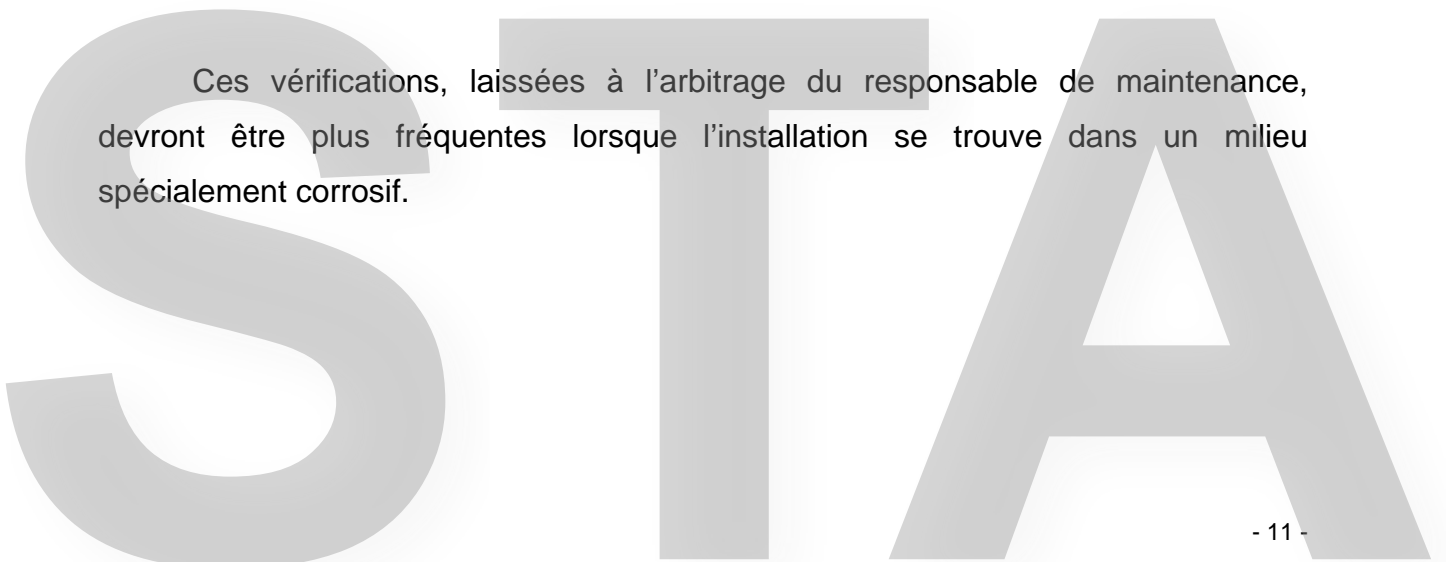 Ces vérifications, laissées à l’arbitrage du responsable de maintenance,
devront être plus fréquentes lorsque l’installation se trouve dans un milieu
spécialement corrosif.
STA
- 11 -